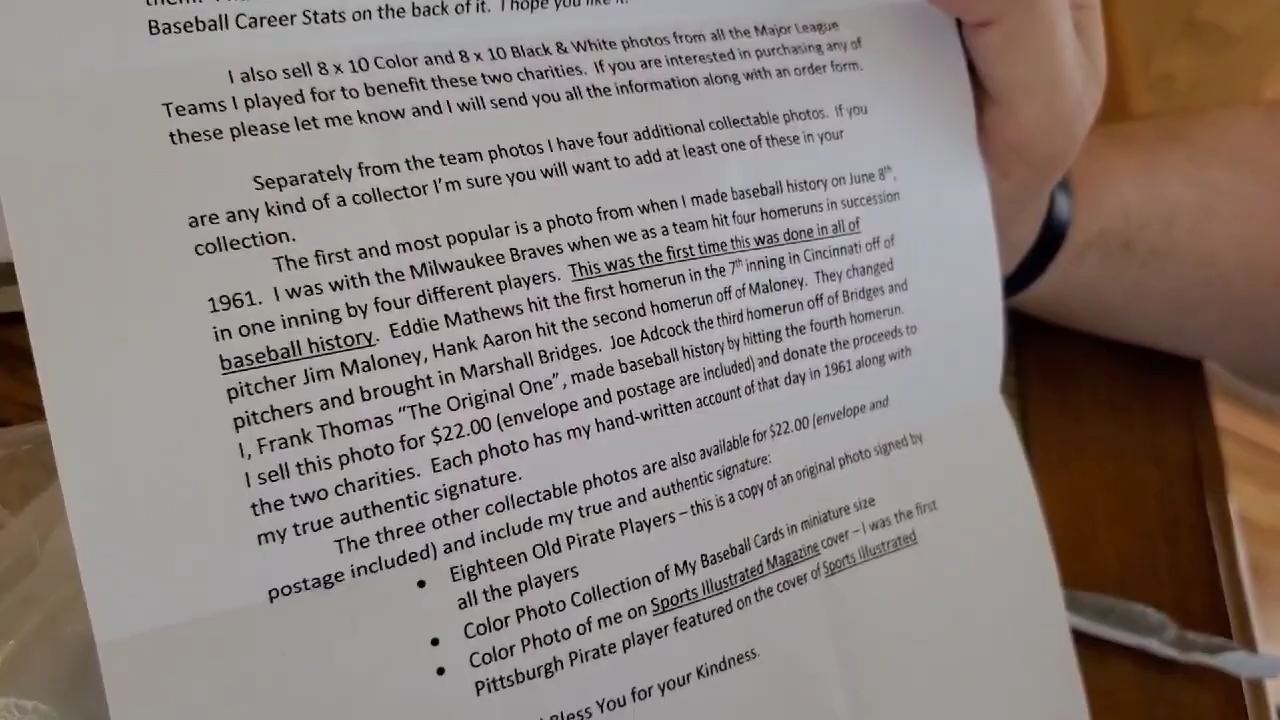 them. I
Baseball Career Stats on the back of it. I hope you like it.
I also sell 8 x 10 Color and 8 x 10 Black & White photos from all the Major League
Teams I played for to benefit these two charities. If you are interested in purchasing any of
these please let me know and I will send you all the information along with an order form.
Separately from the team photos I have four additional collectable photos. If you
are any kind of a collector I'm sure you will want to add at least one of these in your
collection.
The first and most popular is a photo from when I made baseball history on June 8th,
1961. I was with the Milwaukee Braves when we as a team hit four homeruns in succession
in one inning by four different players. This was the first time this was done in all of
baseball history. Eddie Mathews hit the first homerun in the 7th inning in Cincinnati off of
pitcher Jim Maloney, Hank Aaron hit the second homerun off of Maloney. They changed
pitchers and brought in Marshall Bridges. Joe Adcock the third homerun off of Bridges and
I, Frank Thomas "The Original One", made baseball history by hitting the fourth homerun.
I sell this photo for $22.00 (envelope and postage are included) and donate the proceeds to
the two charities. Each photo has my hand-written account of that day in 1961 along with
my true authentic signature.
The three other collectable photos are also available for $22.00 (envelope and
postage included) and include my true and authentic signature:
• Eighteen Old Pirate Players – this is a copy of an original photo signed by
all the players
• Color Photo Collection of My Baseball Cards in miniature size
• Color Photo of me on Sports Illustrated Magazine cover – I was the first
Pittsburgh Pirate player featured on the cover of Sports Illustrated
Bless You for your Kindness.